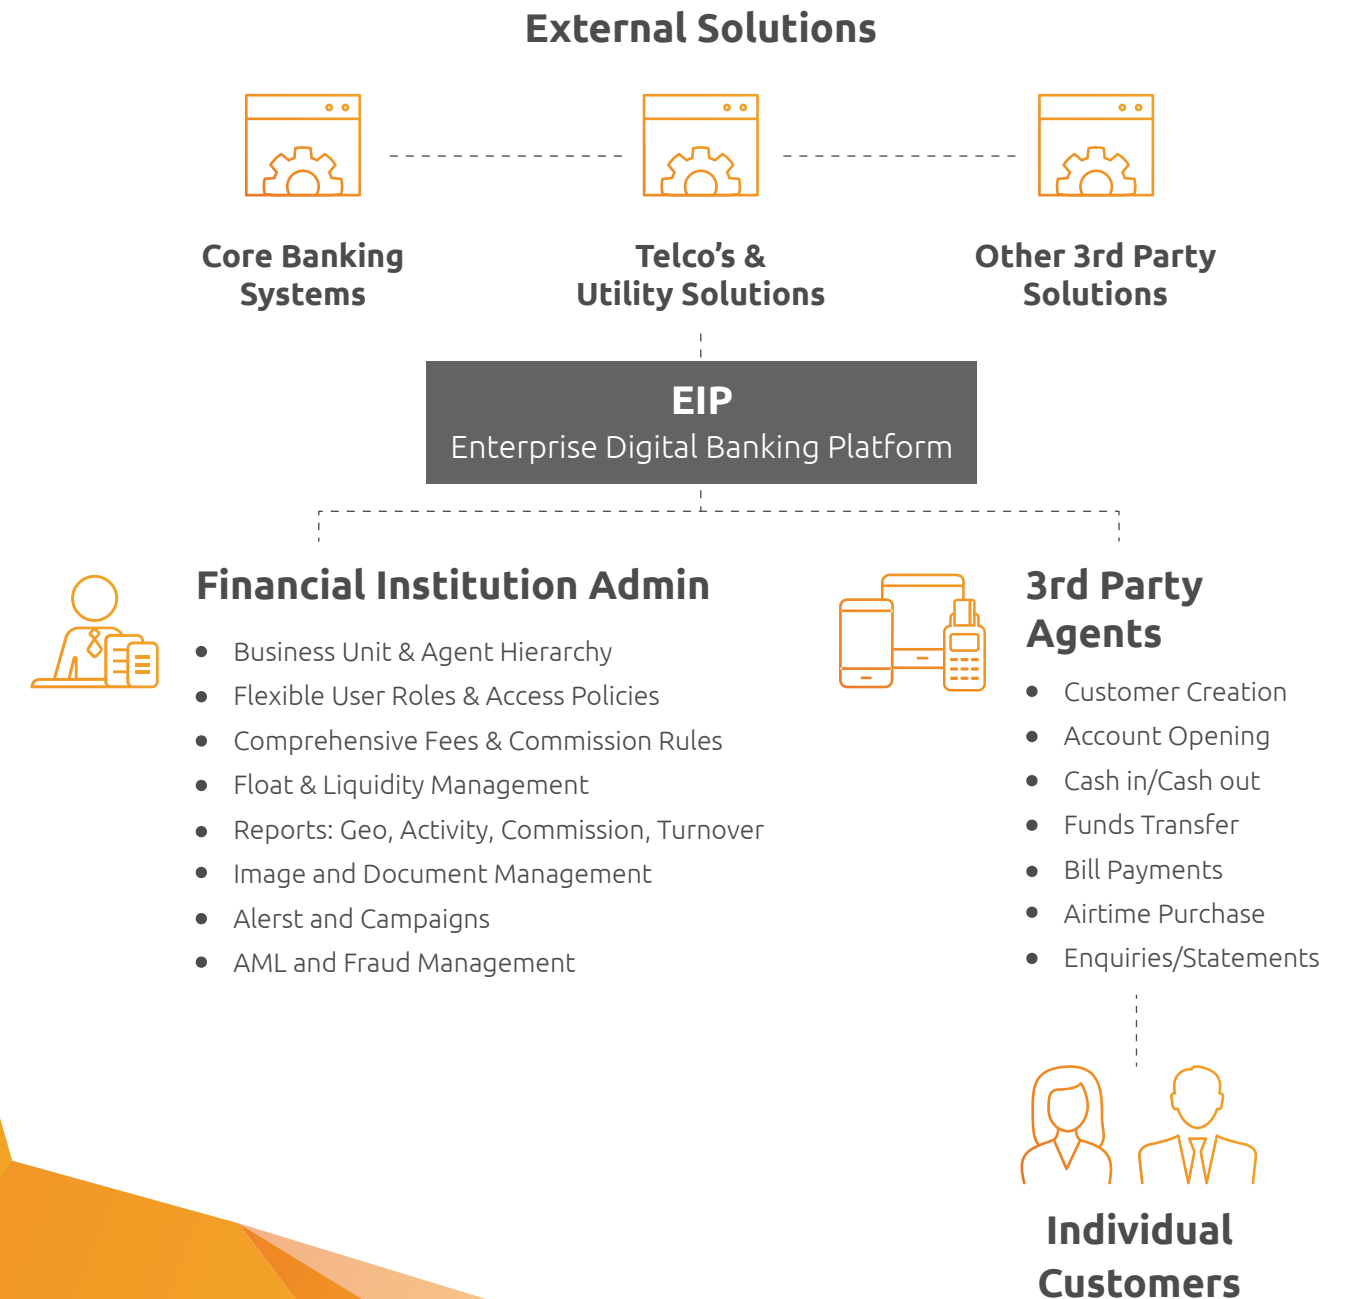 External Solutions
Core Banking
Systems
Telco’s &
Utility Solutions
Other 3rd Party
Solutions
EIP
Enterprise Digital Banking Platform
Financial Institution Admin
Business Unit & Agent Hierarchy
Flexible User Roles & Access Policies
Comprehensive Fees & Commission Rules
Float & Liquidity Management
Reports: Geo, Activity, Commission, Turnover
Image and Document Management
Alerst and Campaigns
AML and Fraud Management
3rd Party
Agents
Customer Creation
Account Opening
Cash in/Cash out
Funds Transfer
Bill Payments
Airtime Purchase
Enquiries/Statements
Individual
Customers